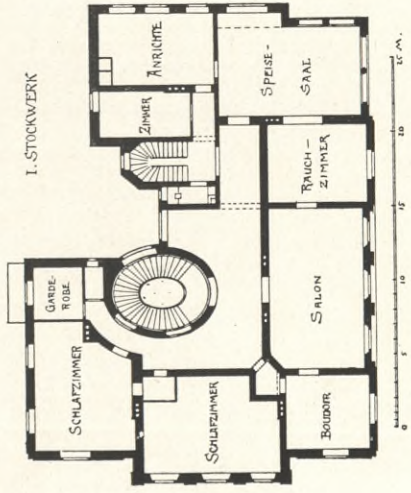 I. STOCKWERK
ANRICHTE
SPEISE-
SAAL
ZIMMER
RAUCH-
ZIMMER
GARDE-
ROBE
SALON
SCHLAFZIMMER
SCHLAFZIMMER
BOUDOIR
0 5 10 15 20 25 M.